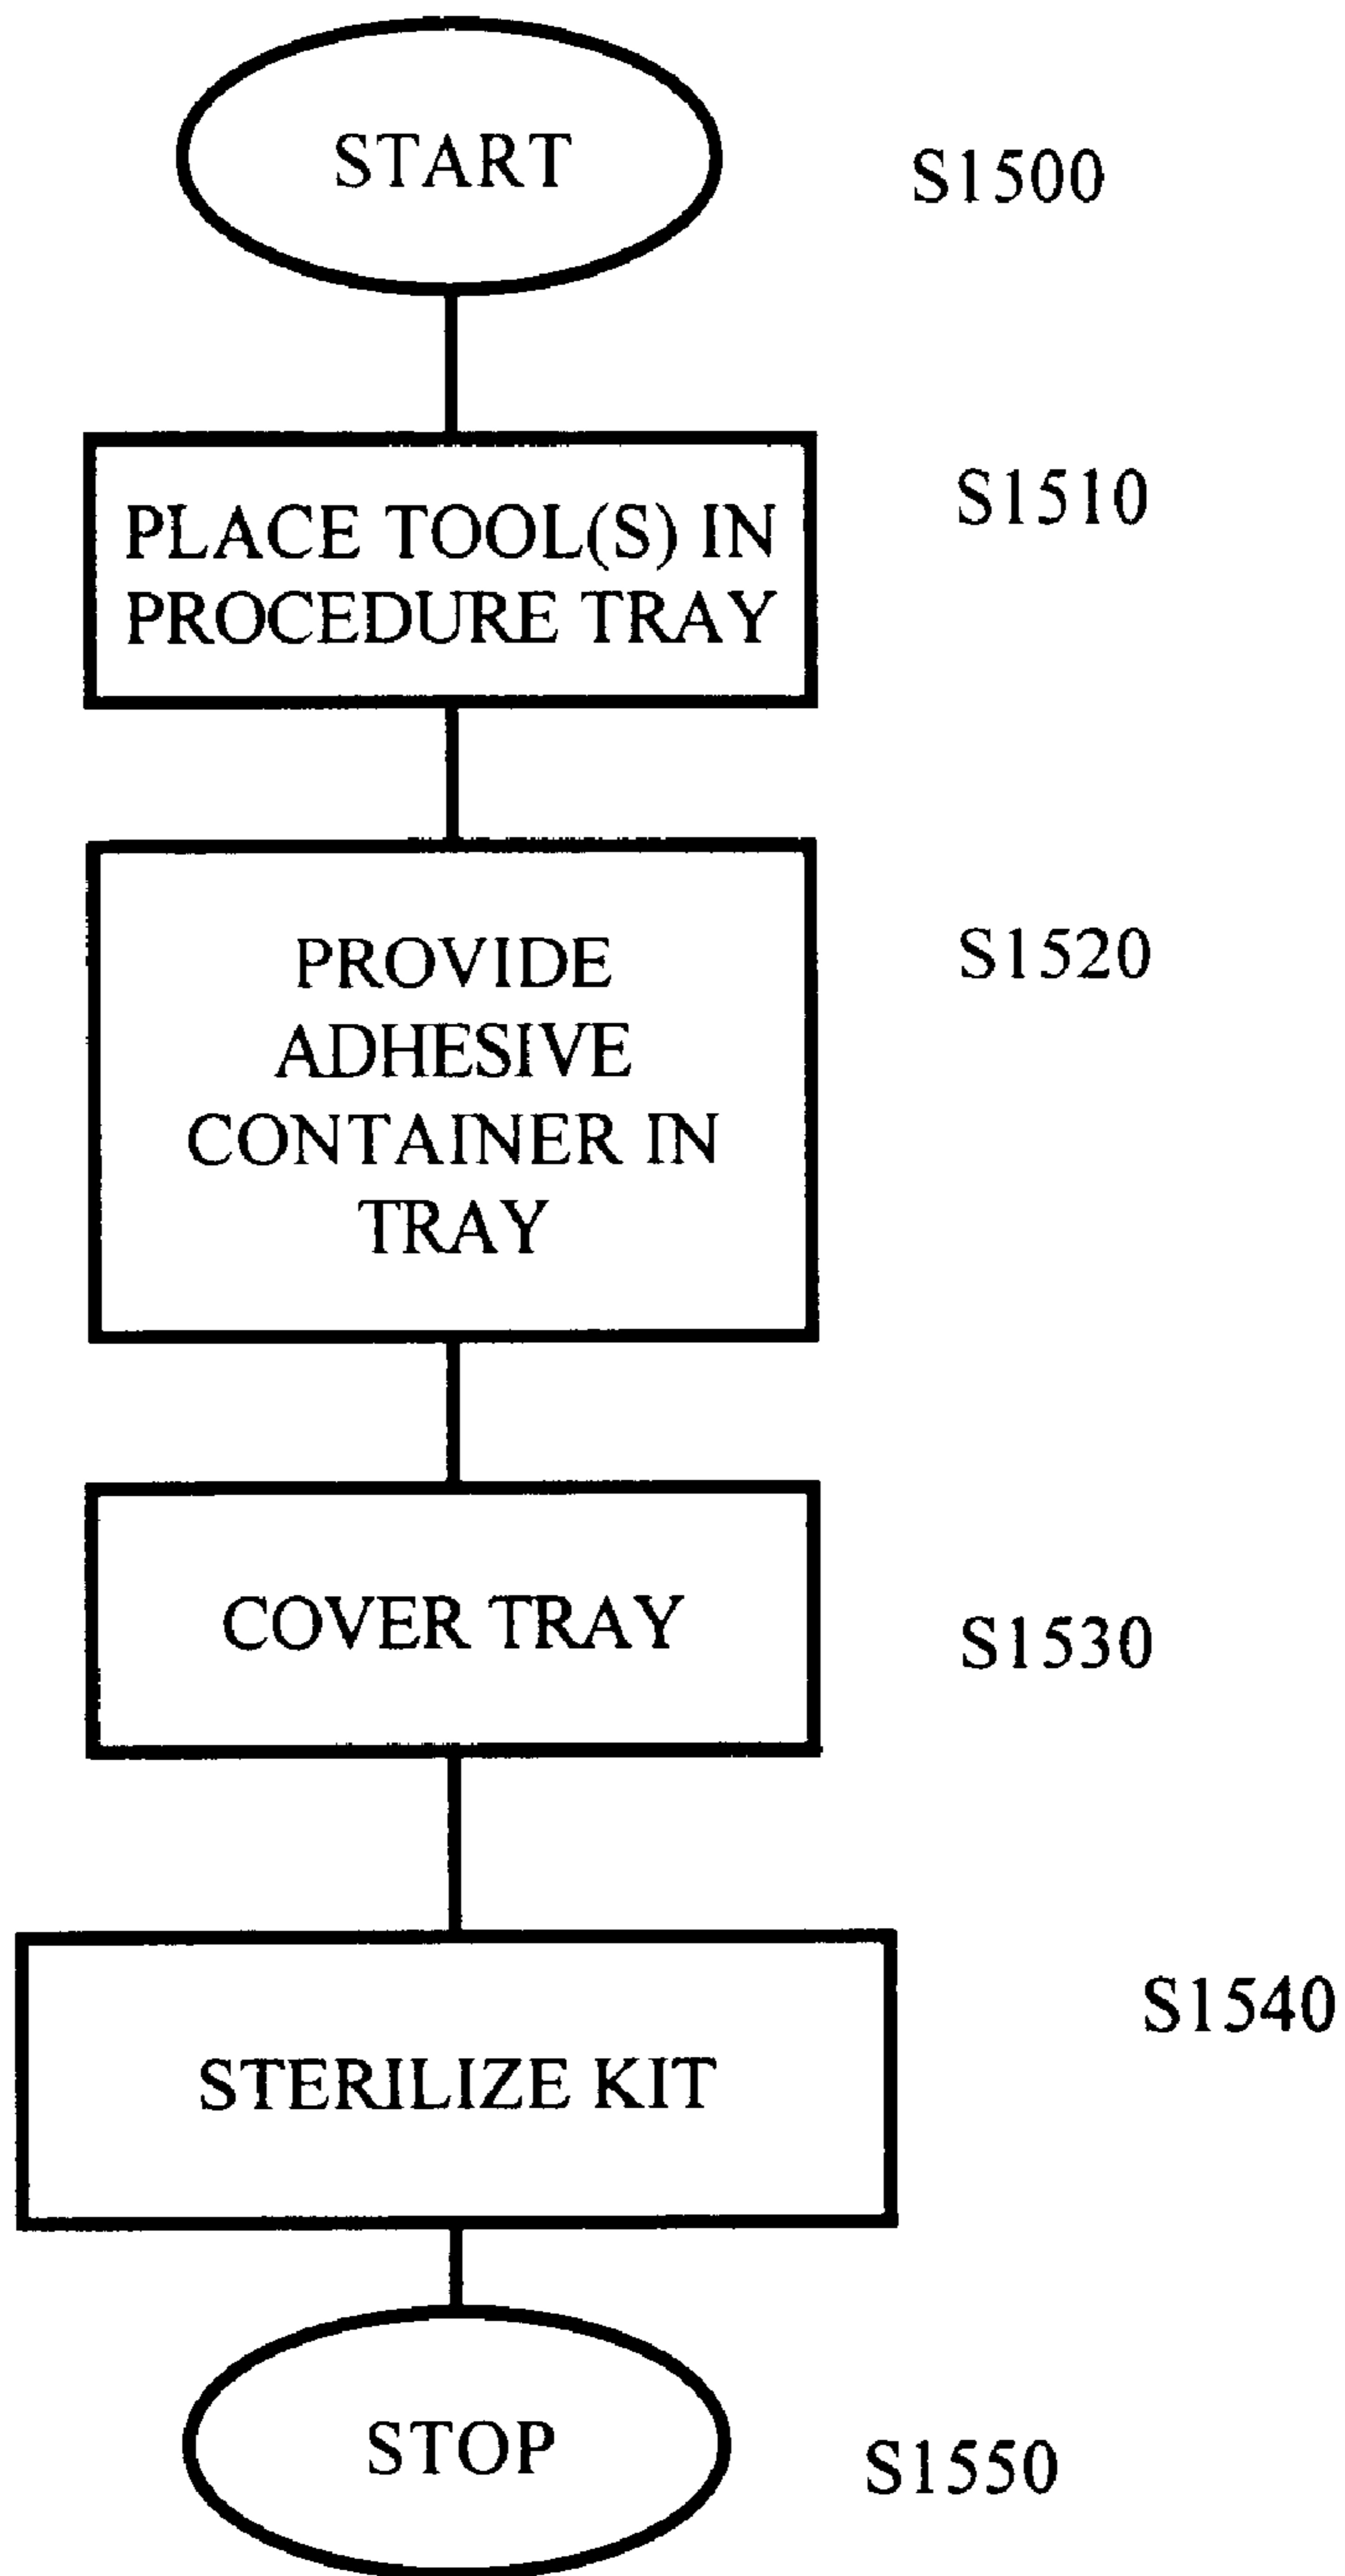 START
S1500
PLACE TOOL(S) IN
PROCEDURE TRAY
S1510
PROVIDE
ADHESIVE
CONTAINER IN
TRAY
S1520
COVER TRAY
S1530
STERILIZE KIT
S1540
STOP
S1550